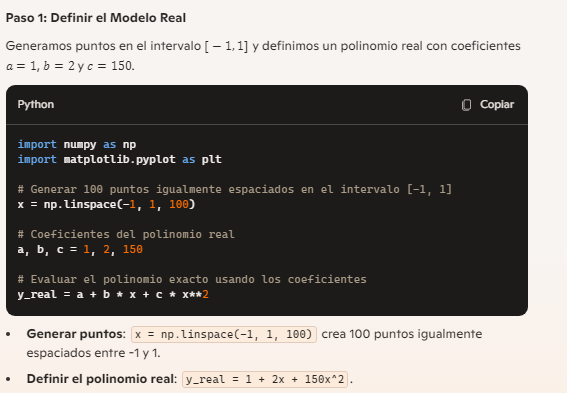 Paso 1: Definir el Modelo Real
Generamos puntos en el intervalo [ − 1, 1] y definimos un polinomio real con coeficientes
a = 1, b = 2 y c = 150.
Python Copiar
import numpy as np
import matplotlib.pyplot as plt
# Generar 100 puntos igualmente espaciados en el intervalo [-1, 1]
x = np.linspace(-1, 1, 100)
# Coeficientes del polinomio real
a, b, c = 1, 2, 150
# Evaluar el polinomio exacto usando los coeficientes
y_real = a + b * x + c * x**2
• Generar puntos: x = np.linspace(-1, 1, 100) crea 100 puntos igualmente
espaciados entre -1 y 1.
• Definir el polinomio real: y_real = 1 + 2x + 150x^2 .